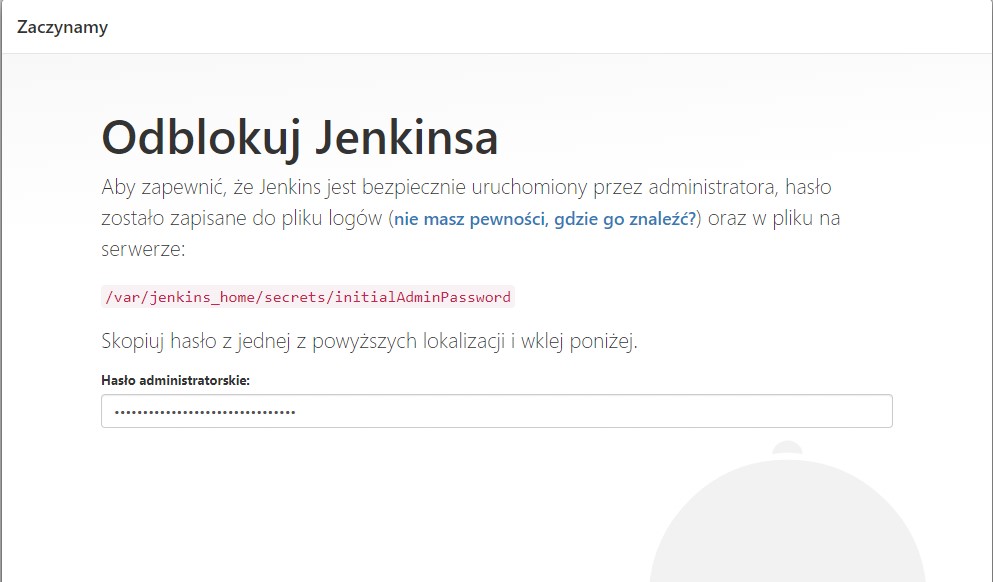 Zaczynamy
Odblokuj Jenkinsa
Aby zapewnić, że Jenkins jest bezpiecznie uruchomiony przez administratora, hasło
zostało zapisane do pliku logów (nie masz pewności, gdzie go znaleźć?) oraz w pliku na
serwerze:
/var/jenkins_home/secrets/initialAdminPassword
Skopiuj hasło z jednej z powyższych lokalizacji i wklej poniżej.
Hasło administratorskie:
••••••••••••••••••••••••••••••••